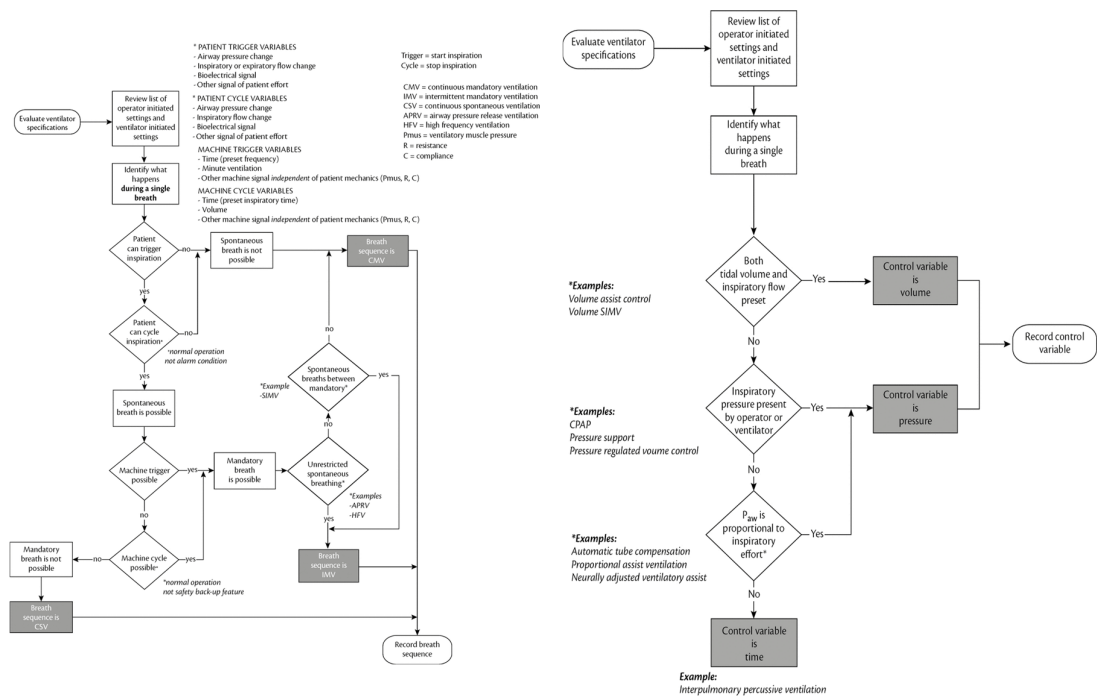 * PATIENT TRIGGER VARIABLES
- Airway pressure change
- Inspiratory or expiratory flow change
- Bioelectrical signal
- Other signal of patient effort
* PATIENT CYCLE VARIABLES
- Airway pressure change
- Inspiratory flow change
- Bioelectrical signal
- Other signal of patient effort
MACHINE TRIGGER VARIABLES
- Time (preset frequency)
- Minute ventilation
- Other machine signal independent of patient mechanics (Pmus, R, C)
MACHINE CYCLE VARIABLES
- Time (preset inspiratory time)
- Volume
- Other machine signal independent of patient mechanics (Pmus, R, C)
Trigger = start inspiration
Cycle = stop inspiration
CMV = continuous mandatory ventilation
IMV = intermittent mandatory ventilation
CSV = continuous spontaneous ventilation
APRV = airway pressure release ventilation
HFV = high frequency ventilation
Pmus = ventilatory muscle pressure
R = resistance
C = compliance
Evaluate ventilator
specifications
Review list of
operator initiated
settings and
ventilator initiated
settings
Identify what
happens
during a single
breath
Patient
can trigger
inspiration
no
Spontaneous
breath is not
possible
Breath
sequence is
CMV
yes
Patient
can cycle
inspiration*
no
*normal operation
not alarm condition
yes
Spontaneous
breath is possible
no
Spontaneous
breaths between
mandatory*
yes
*Example
-SIMV
no
Machine trigger
possible
yes
Mandatory
breath
is possible
Unrestricted
spontaneous
breathing*
*Examples
-APRV
-HFV
yes
no
Mandatory
breath is not
possible
no
Machine cycle
possible*
yes
*normal operation
not safety back-up feature
Breath
sequence is
IMV
Breath
sequence is
CSV
Record breath
sequence
Evaluate ventilator
specifications
Review list of
operator initiated
settings and
ventilator initiated
settings
Identify what
happens
during a single
breath
Both
tidal volume and
inspiratory flow
preset
Yes
Control variable
is
volume
*Examples:
Volume assist control
Volume SIMV
No
Record control
variable
Inspiratory
pressure present
by operator or
ventilator
Yes
Control variable
is
pressure
*Examples:
CPAP
Pressure support
Pressure regulated voume control
No
Paw is
proportional to
inspiratory
effort*
Yes
*Examples:
Automatic tube compensation
Proportional assist ventilation
Neurally adjusted ventilatory assist
No
Control variable
is
time
Example:
Interpulmonary percussive ventilation